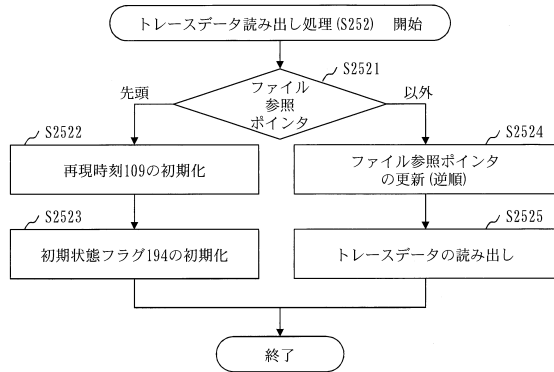 トレースデータ読み出し処理(S252) 開始
S2521
ファイル
参照
ポインタ
先頭
以外
S2522
再現時刻109の初期化
S2523
初期状態フラグ194の初期化
S2524
ファイル参照ポインタ
の更新(逆順)
S2525
トレースデータの読み出し
終了